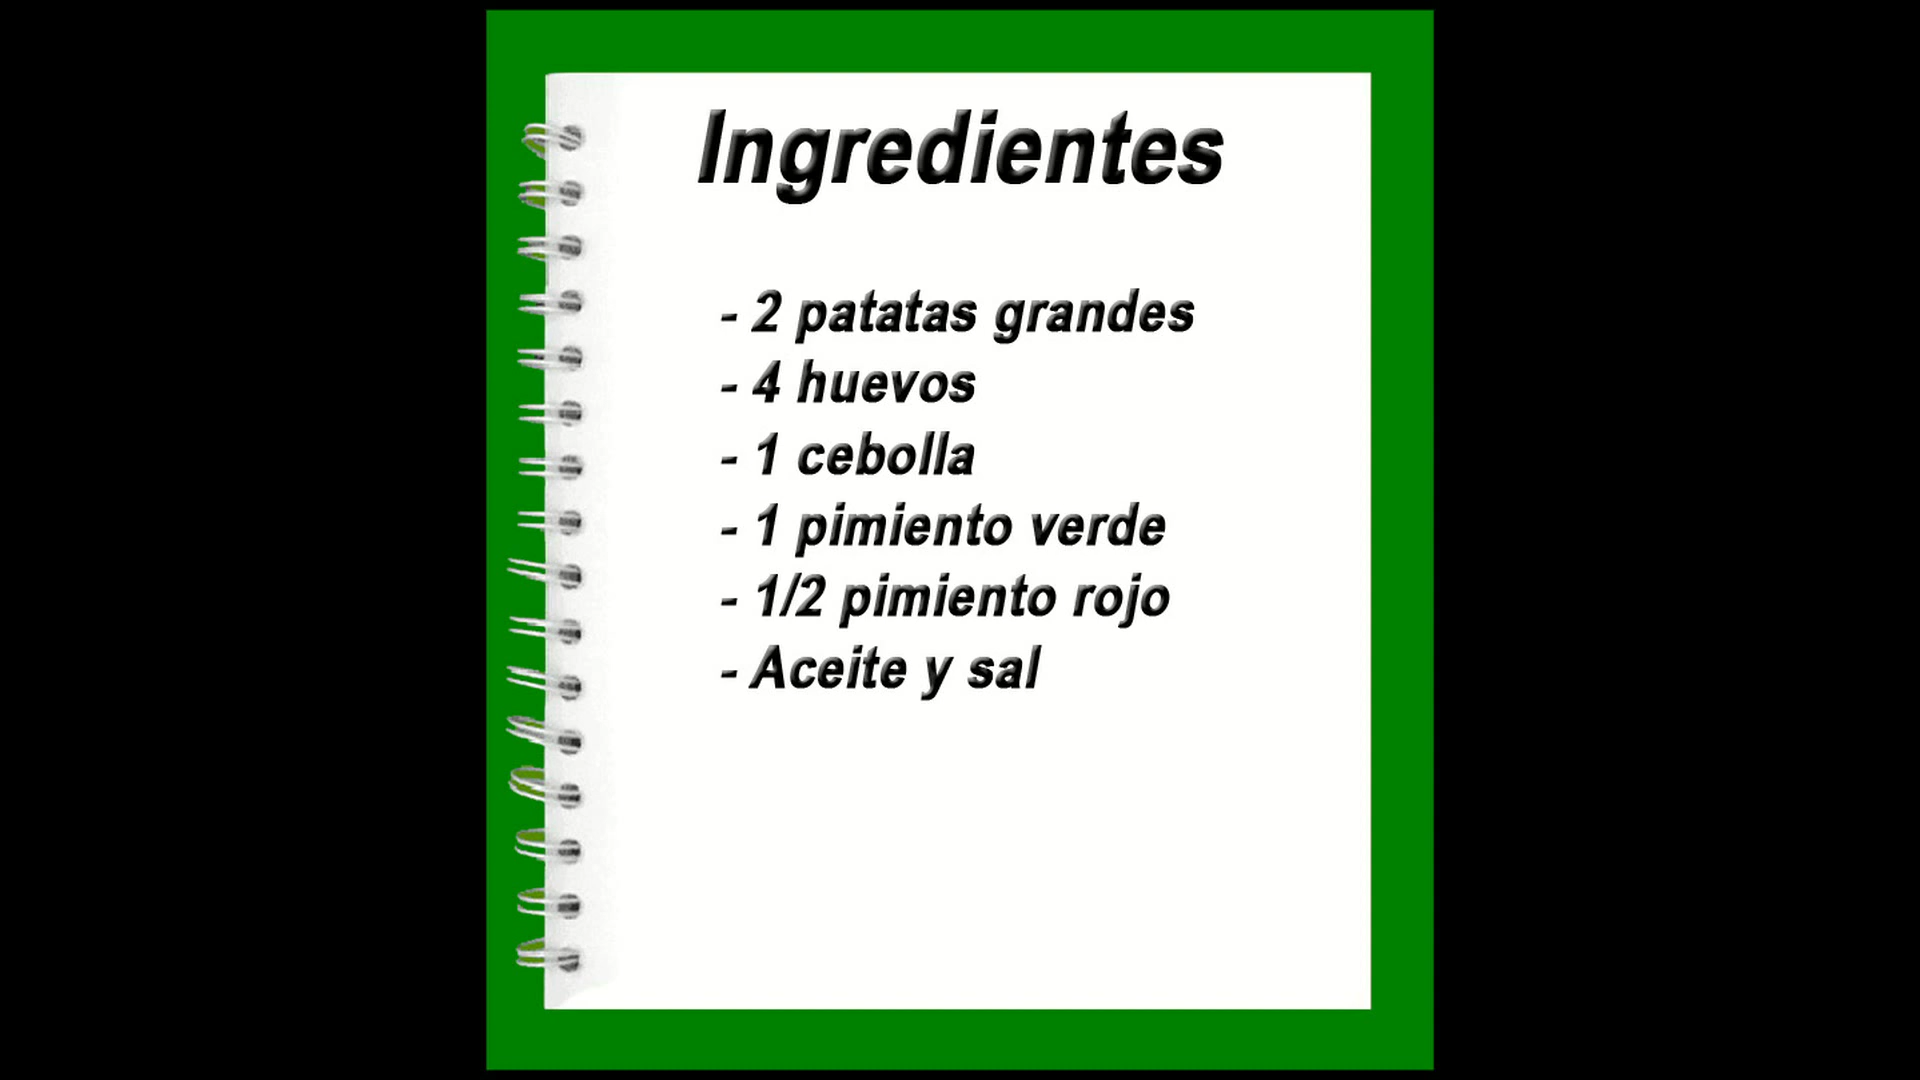 Ingredientes
- 2 patatas grandes
- 4 huevos
- 1 cebolla
- 1 pimiento verde
- 1/2 pimiento rojo
- Aceite y sal